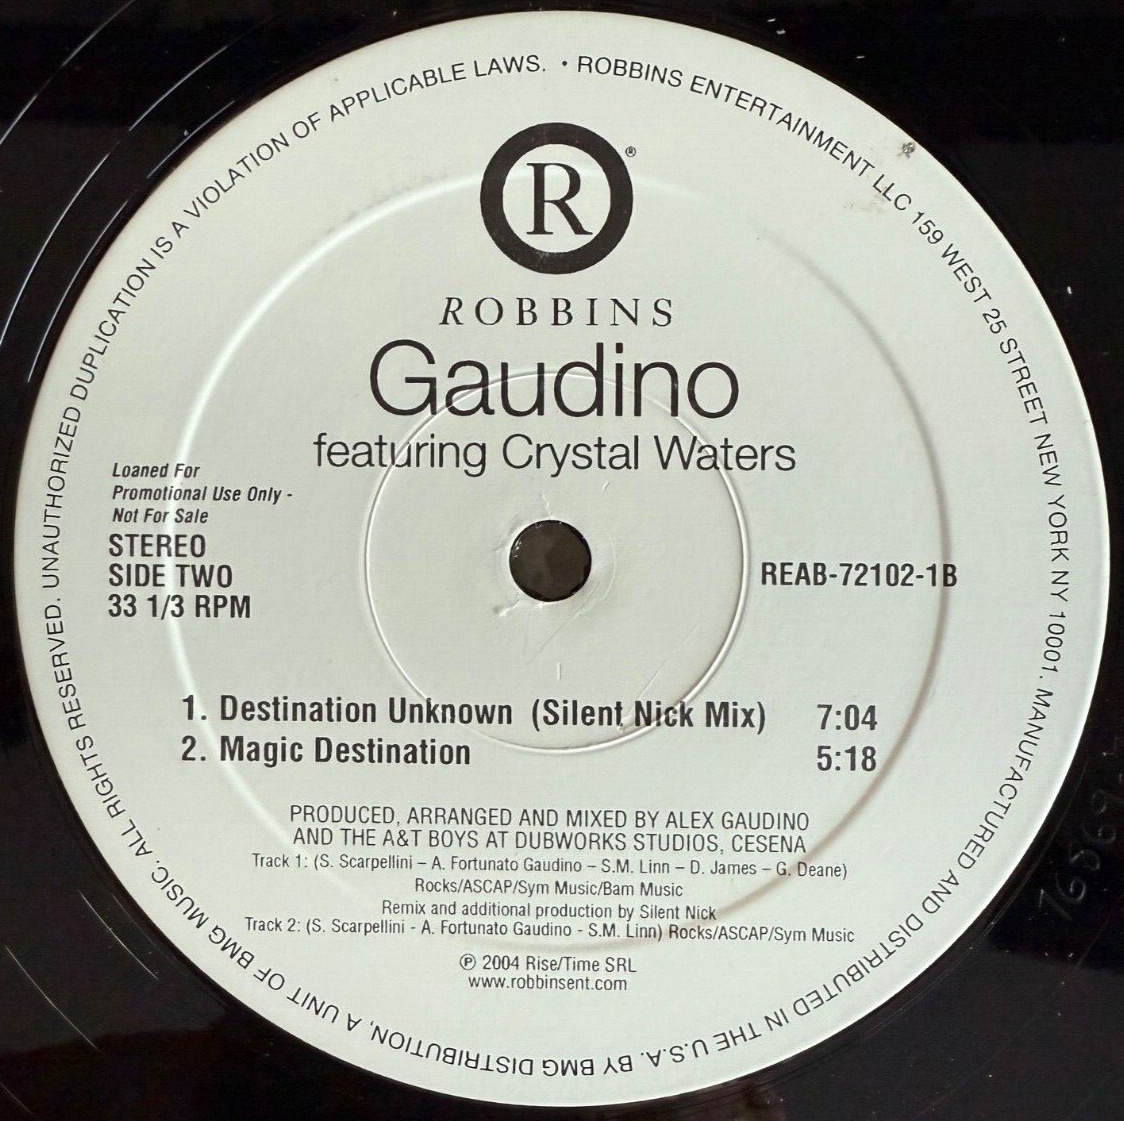 • ROBBINS ENTERTAINMENT LLC 159 WEST 25 STREET NEW YORK NY 10001. MANUFACTURED AND DISTRIBUTED IN THE U.S.A. BY BMG DISTRIBUTION, A UNIT OF BMG MUSIC. ALL RIGHTS RESERVED. UNAUTHORIZED DUPLICATION IS A VIOLATION OF APPLICABLE LAWS.
R®
ROBBINS
Gaudino
featuring Crystal Waters
Loaned For
Promotional Use Only -
Not For Sale
STEREO
SIDE TWO
33 1/3 RPM
REAB-72102-1B
1. Destination Unknown (Silent Nick Mix) 7:04
2. Magic Destination 5:18
PRODUCED, ARRANGED AND MIXED BY ALEX GAUDINO
AND THE A&T BOYS AT DUBWORKS STUDIOS, CESENA
Track 1: (S. Scarpellini – A. Fortunato Gaudino – S.M. Linn – D. James – G. Deane)
Rocks/ASCAP/Sym Music/Bam Music
Remix and additional production by Silent Nick
Track 2: (S. Scarpellini - A. Fortunato Gaudino - S.M. Linn) Rocks/ASCAP/Sym Music
℗ 2004 Rise/Time SRL
www.robbinsent.com